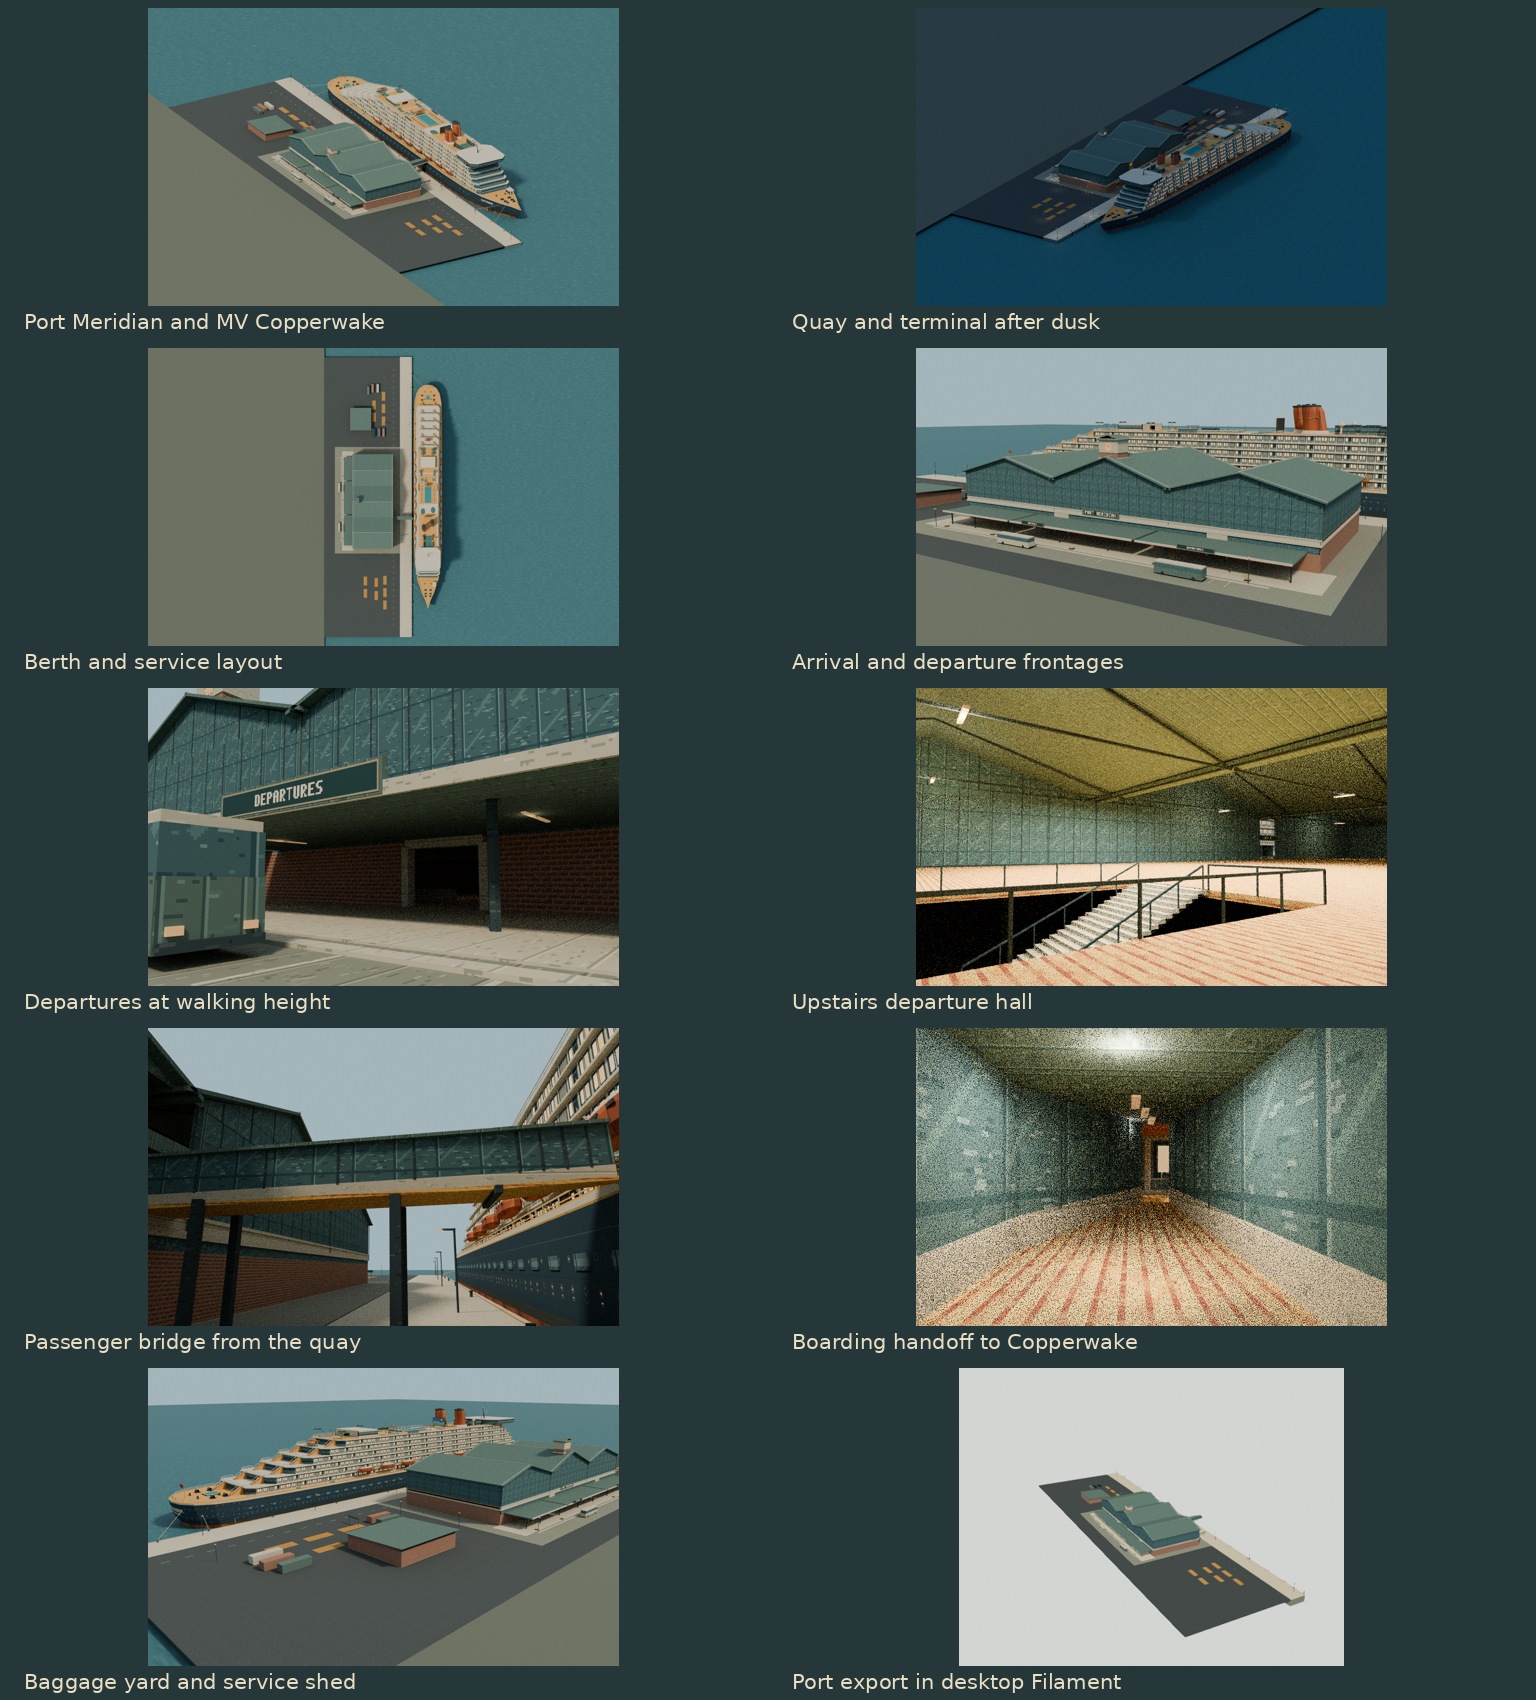 Port Meridian and MV Copperwake
Quay and terminal after dusk
Berth and service layout
Arrival and departure frontages
DEPARTURES
Departures at walking height
Upstairs departure hall
Passenger bridge from the quay
Boarding handoff to Copperwake
Baggage yard and service shed
Port export in desktop Filament